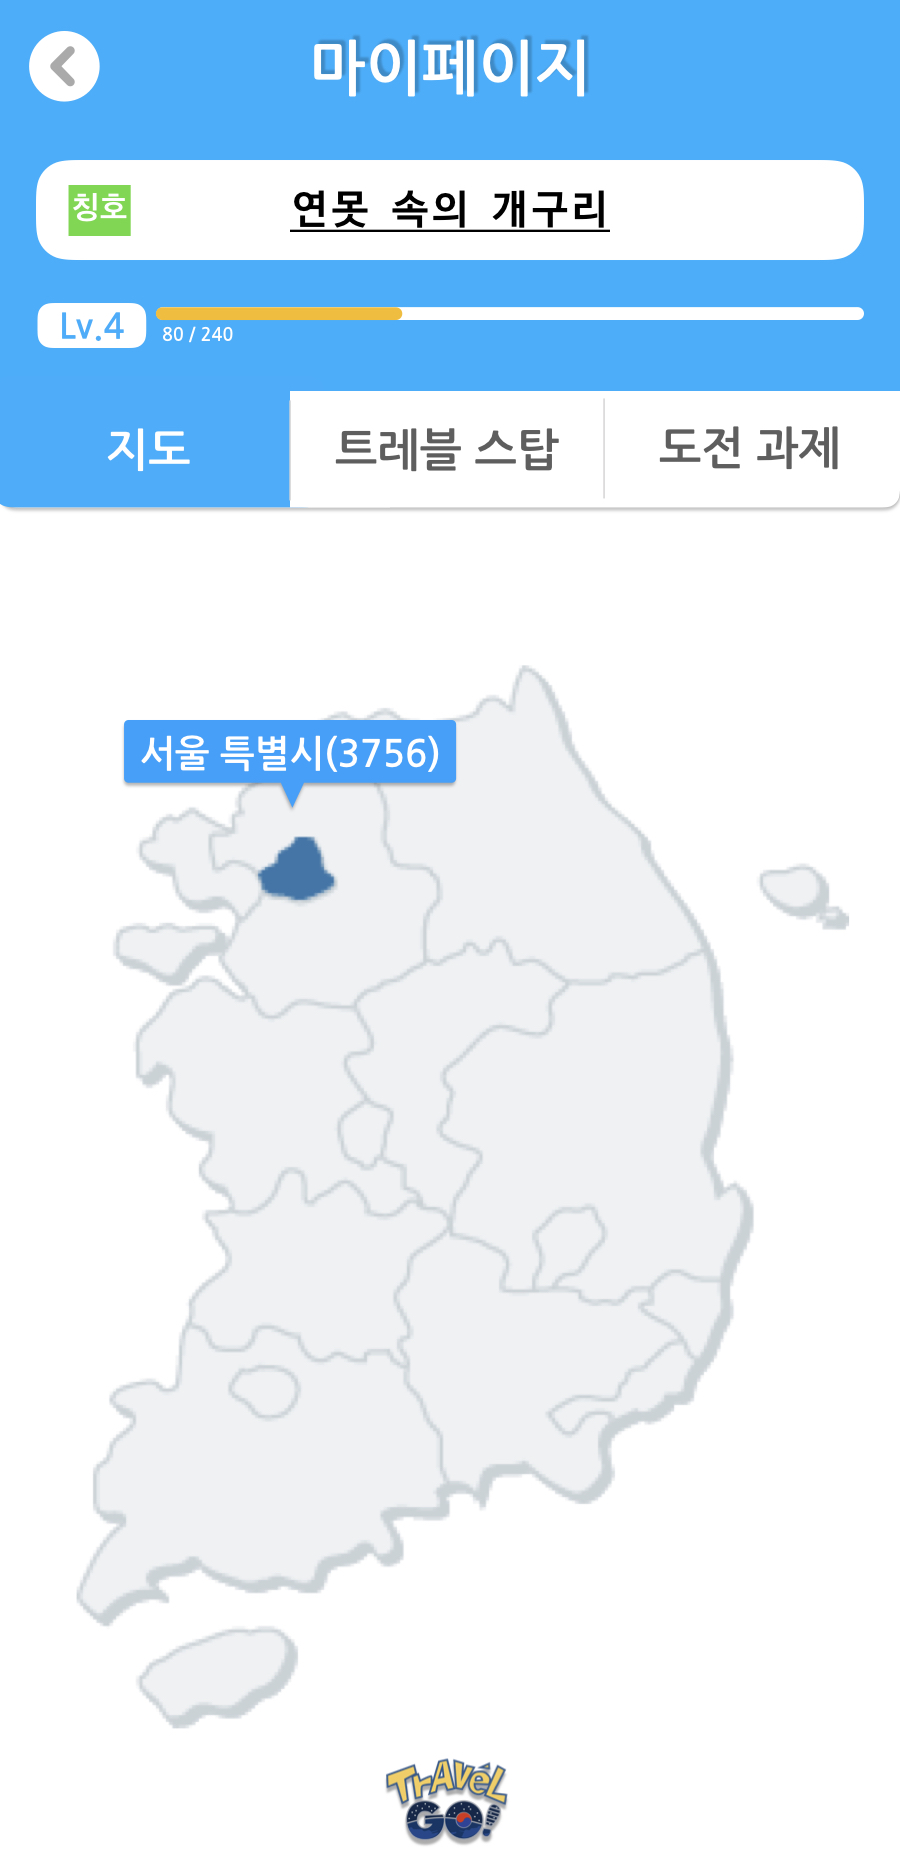 마이페이지
칭호
연못 속의 개구리
Lv.4
80 / 240
지도
트레블 스탑
도전 과제
서울 특별시(3756)
TrAVeL
GO!